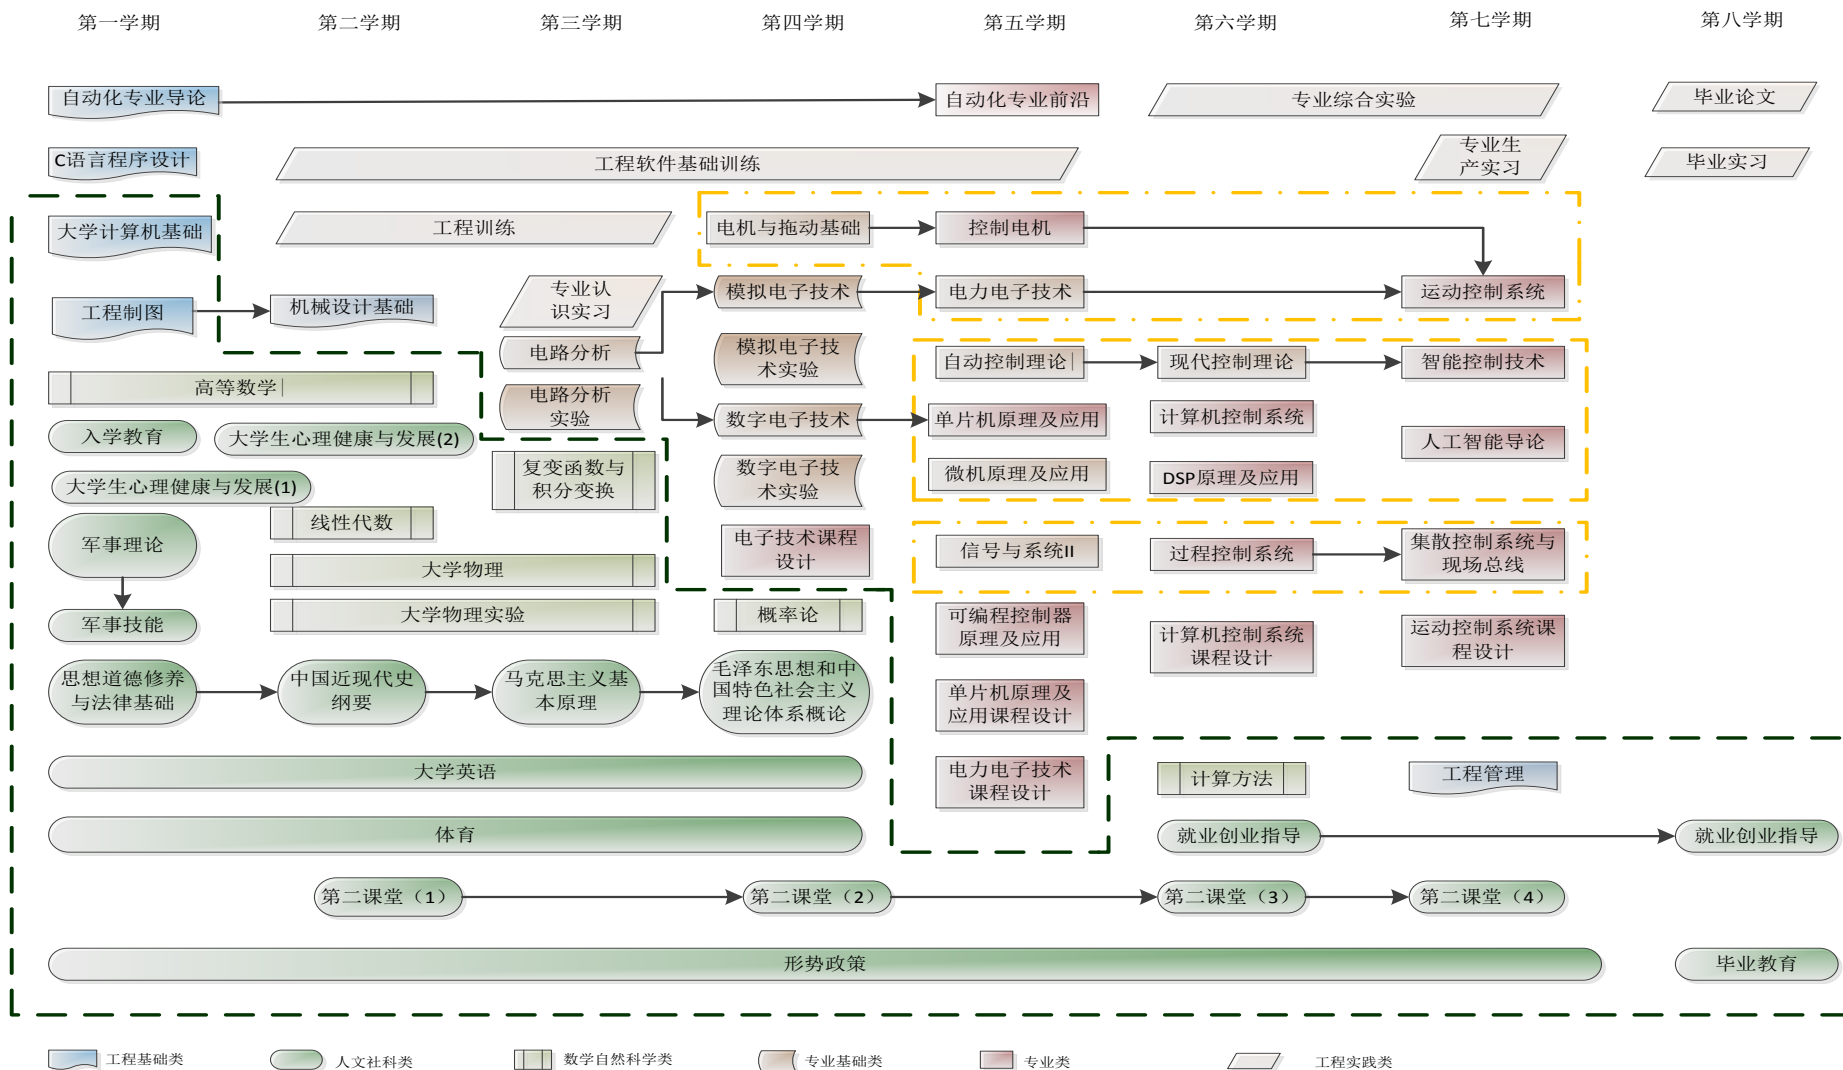 第一学期
第二学期
第三学期
第四学期
第五学期
第六学期
第七学期
第八学期
自动化专业导论
自动化专业前沿
专业综合实验
毕业论文
C语言程序设计
工程软件基础训练
专业生
产实习
毕业实习
大学计算机基础
工程训练
电机与拖动基础
控制电机
工程制图
机械设计基础
专业认
识实习
模拟电子技术
电力电子技术
运动控制系统
电路分析
模拟电子技
术实验
自动控制理论
现代控制理论
智能控制技术
高等数学
电路分析
实验
数字电子技术
单片机原理及应用
计算机控制系统
人工智能导论
入学教育
大学生心理健康与发展(2)
大学生心理健康与发展(1)
复变函数与
积分变换
数字电子技
术实验
微机原理及应用
DSP原理及应用
军事理论
线性代数
电子技术课程
设计
信号与系统II
过程控制系统
集散控制系统与
现场总线
大学物理
军事技能
大学物理实验
概率论
可编程控制器
原理及应用
计算机控制系统
课程设计
运动控制系统课
程设计
思想道德修养
与法律基础
中国近现代史
纲要
马克思主义基
本原理
毛泽东思想和中
国特色社会主义
理论体系概论
单片机原理及
应用课程设计
大学英语
电力电子技术
课程设计
计算方法
工程管理
体育
就业创业指导
就业创业指导
第二课堂（1）
第二课堂（2）
第二课堂（3）
第二课堂（4）
形势政策
毕业教育
工程基础类
人文社科类
数学自然科学类
专业基础类
专业类
工程实践类